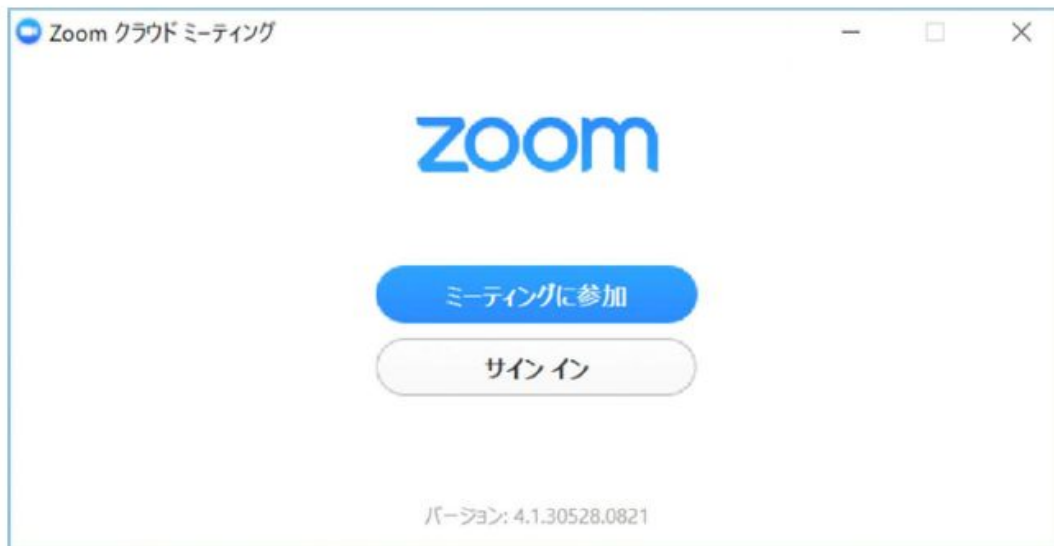 Zoom クラウド ミーティング
zoom
ミーティングに参加
サイン イン
バージョン: 4.1.30528.0821